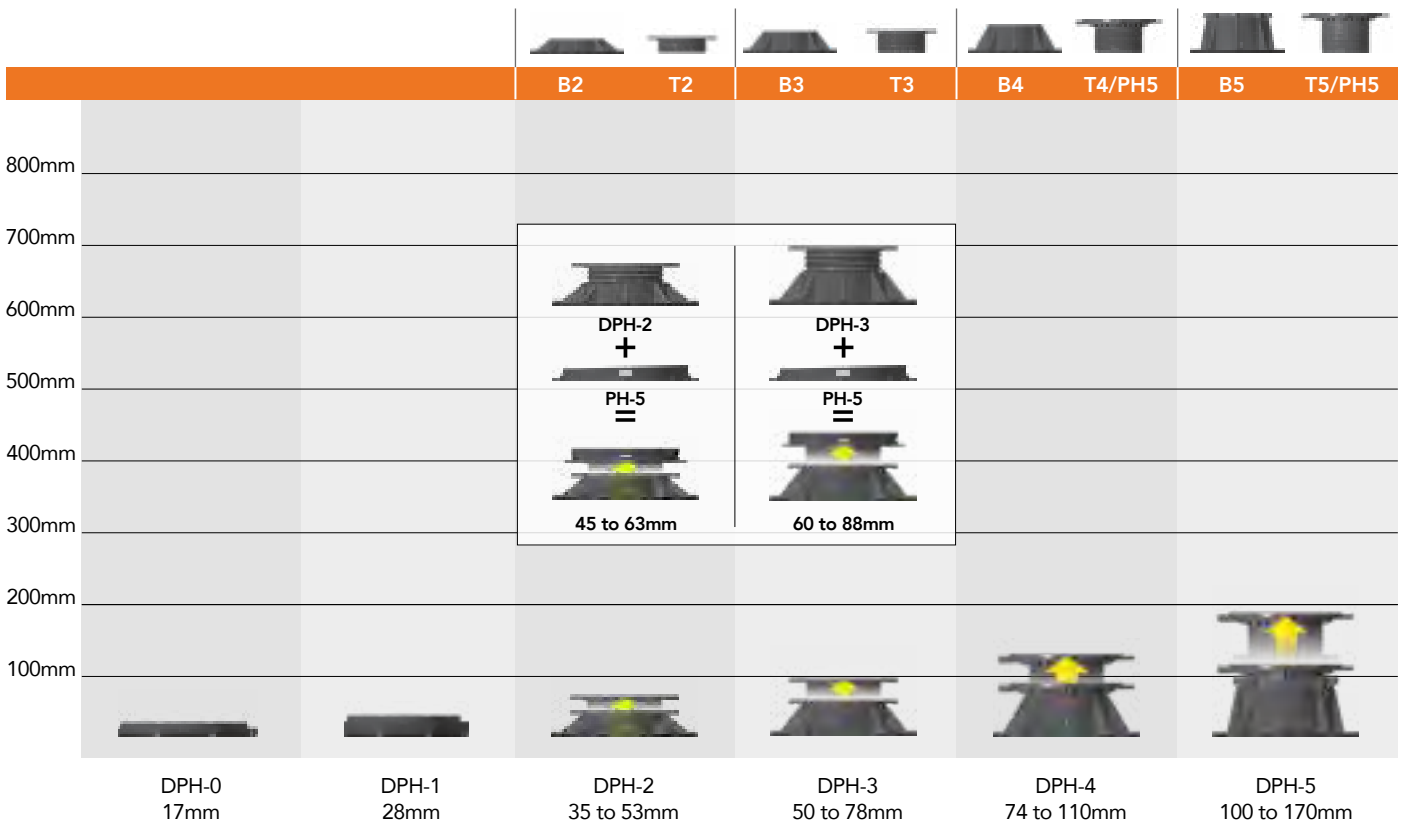 B2 T2 B3 T3 B4 T4/PH5 B5 T5/PH5
800mm
700mm
600mm
500mm
400mm
300mm
200mm
100mm
DPH-2 DPH-3
+ +
PH-5 PH-5
= =
45 to 63mm 60 to 88mm
DPH-0 DPH-1 DPH-2 DPH-3 DPH-4 DPH-5
17mm 28mm 35 to 53mm 50 to 78mm 74 to 110mm 100 to 170mm